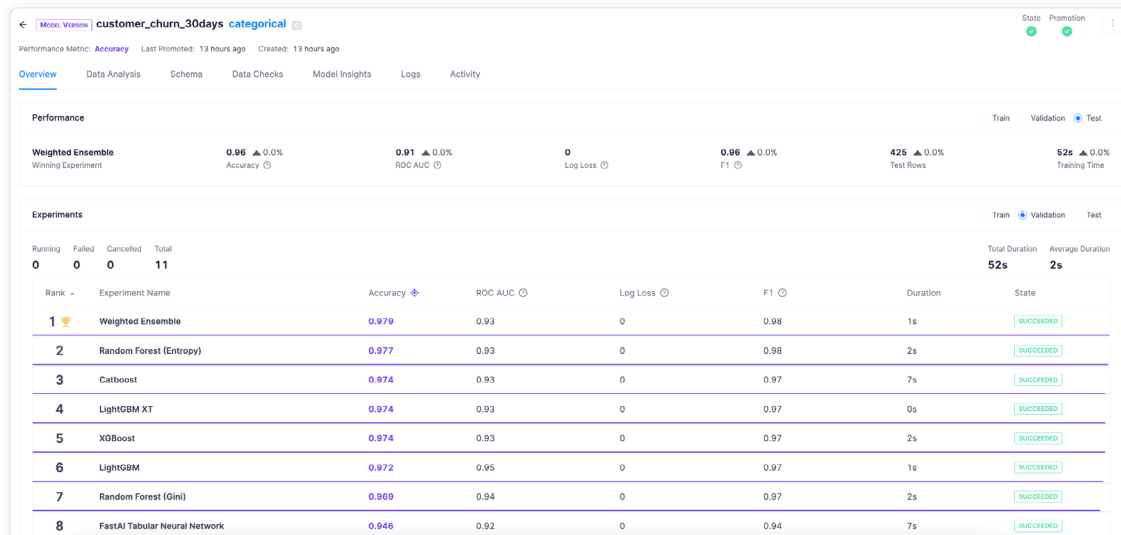 ← MODEL VERSION customer_churn_30days categorical
State Promotion
Performance Metric: Accuracy Last Promoted: 13 hours ago Created: 13 hours ago
Overview Data Analysis Schema Data Checks Model Insights Logs Activity
Performance Train Validation Test
Weighted Ensemble 0.96 ▲ 0.0% 0.91 ▲ 0.0% 0 0.96 ▲ 0.0% 425 ▲ 0.0% 52s ▲ 0.0%
Winning Experiment Accuracy ? ROC AUC ? Log Loss ? F1 ? Test Rows Training Time
Experiments Train Validation Test
Running Failed Cancelled Total Total Duration Average Duration
0 0 0 11 52s 2s
Rank Experiment Name Accuracy ROC AUC ? Log Loss ? F1 ? Duration State
1 Weighted Ensemble 0.979 0.93 0 0.98 1s SUCCEEDED
2 Random Forest (Entropy) 0.977 0.93 0 0.98 2s SUCCEEDED
3 Catboost 0.974 0.93 0 0.97 7s SUCCEEDED
4 LightGBM XT 0.974 0.93 0 0.97 0s SUCCEEDED
5 XGBoost 0.974 0.93 0 0.97 2s SUCCEEDED
6 LightGBM 0.972 0.95 0 0.97 1s SUCCEEDED
7 Random Forest (Gini) 0.969 0.94 0 0.97 2s SUCCEEDED
8 FastAI Tabular Neural Network 0.946 0.92 0 0.94 7s SUCCEEDED